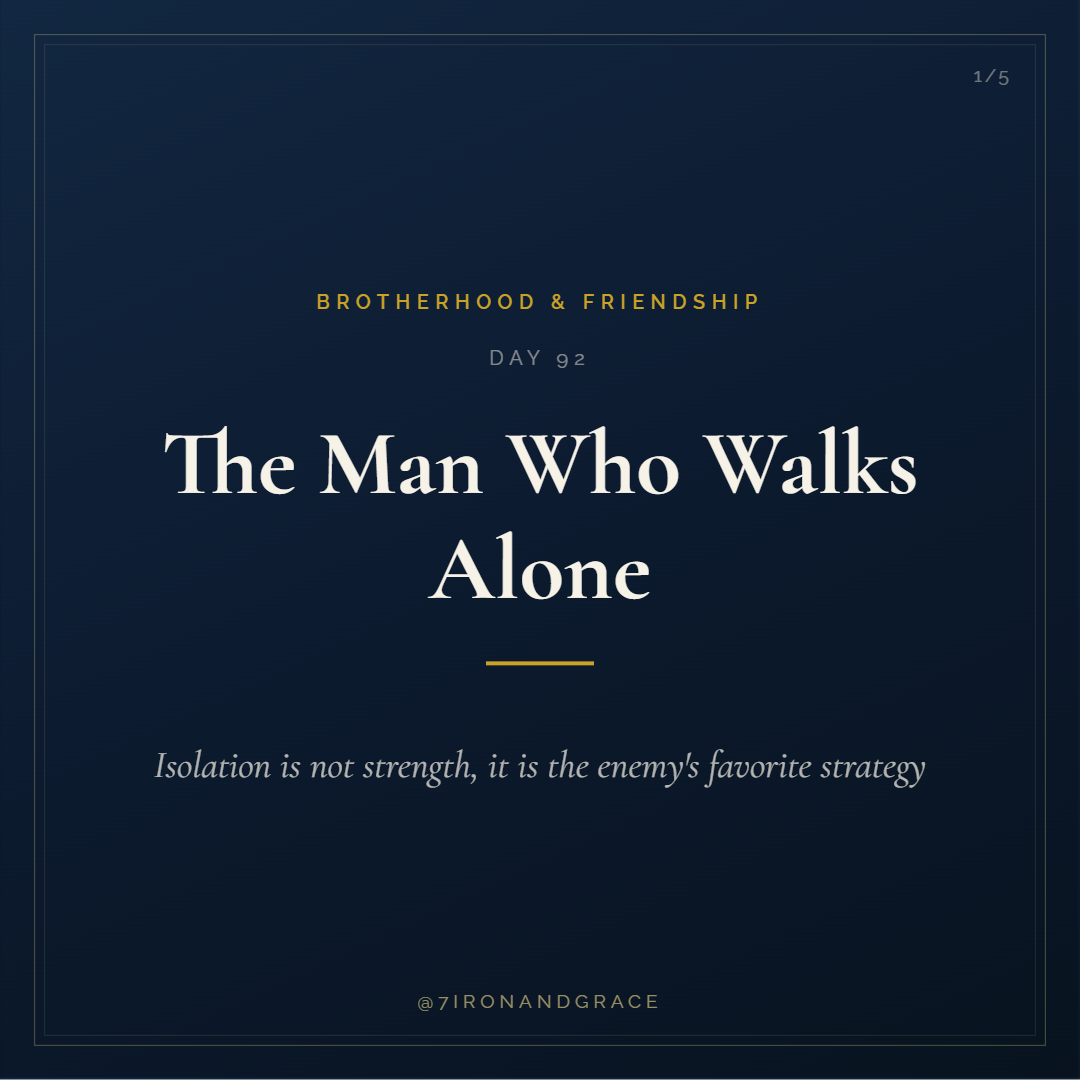 1/5
BROTHERHOOD & FRIENDSHIP
DAY 92
The Man Who Walks
Alone
Isolation is not strength, it is the enemy's favorite strategy
@7IRONANDGRACE